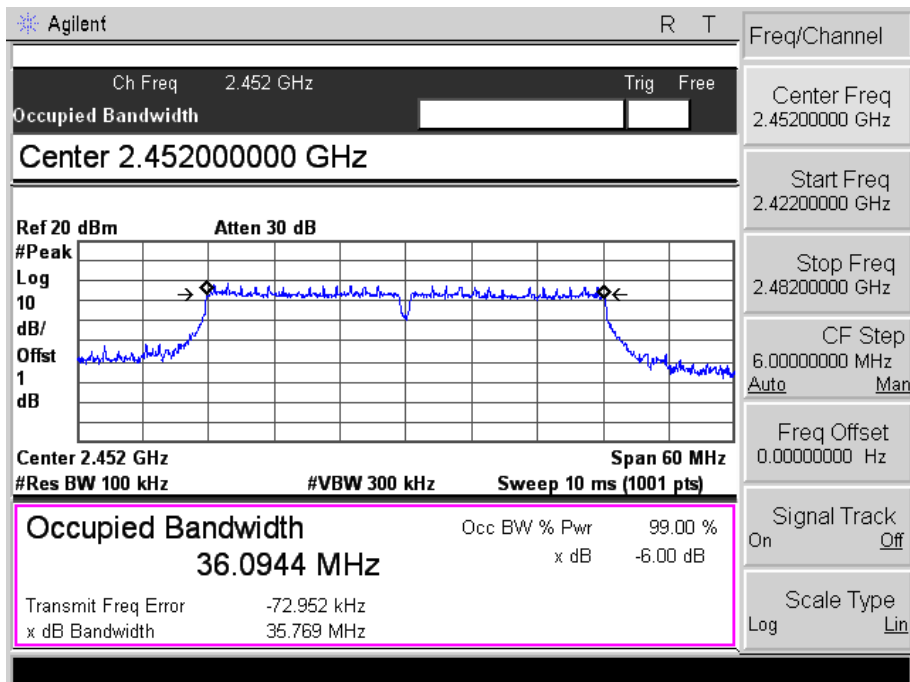 Agilent R T
Ch Freq 2.452 GHz Trig Free
Occupied Bandwidth
Center 2.452000000 GHz
Ref 20 dBm Atten 30 dB
#Peak
Log
10
dB/
Offst
1
dB
Center 2.452 GHz Span 60 MHz
#Res BW 100 kHz #VBW 300 kHz Sweep 10 ms (1001 pts)
Occupied Bandwidth Occ BW % Pwr 99.00 %
36.0944 MHz x dB -6.00 dB
Transmit Freq Error -72.952 kHz
x dB Bandwidth 35.769 MHz
Freq/Channel
Center Freq
2.45200000 GHz
Start Freq
2.42200000 GHz
Stop Freq
2.48200000 GHz
CF Step
6.00000000 MHz
Auto Man
Freq Offset
0.00000000 Hz
Signal Track
On Off
Scale Type
Log Lin